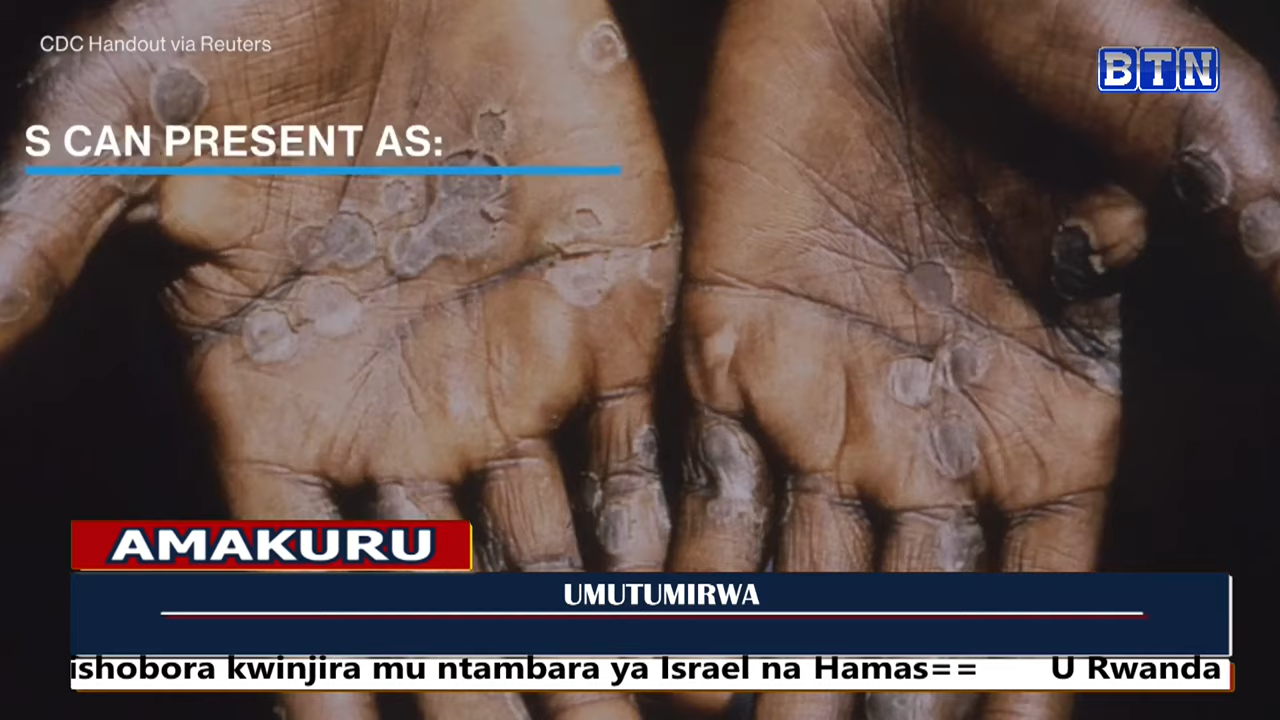 CDC Handout via Reuters
BTN
S CAN PRESENT AS:
AMAKURU
UMUTUMIRWA
ishobora kwinjira mu ntambara ya Israel na Hamas== U Rwanda